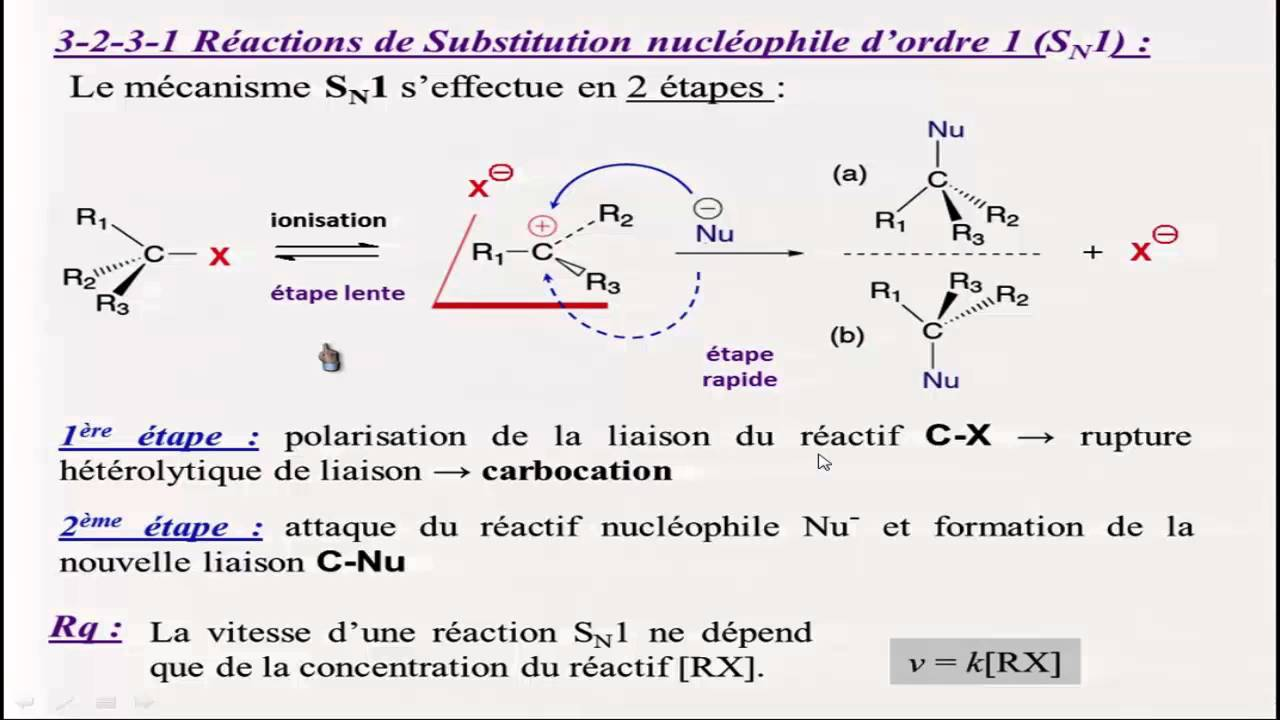 3-2-3-1 Réactions de Substitution nucléophile d'ordre 1 (SN1) :
Le mécanisme SN1 s'effectue en 2 étapes :
R1
R2
R3
C
X
ionisation
étape lente
X⊖
R1
C
⊕
R2
R3
⊖
Nu
étape
rapide
(a)
Nu
C
R1
R2
R3
(b)
R1
R3
R2
C
Nu
+
X⊖
1ère étape : polarisation de la liaison du réactif C-X → rupture
hétérolytique de liaison → carbocation
2ème étape : attaque du réactif nucléophile Nu- et formation de la
nouvelle liaison C-Nu
Rq : La vitesse d'une réaction SN1 ne dépend
que de la concentration du réactif [RX].
v = k[RX]